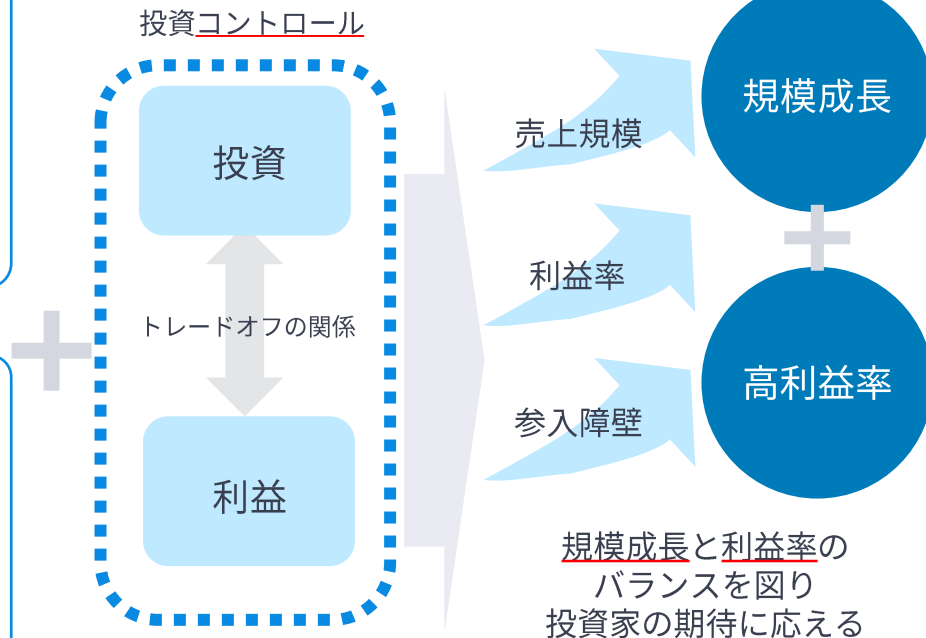 投資コントロール
投資
トレードオフの関係
利益
売上規模
利益率
参入障壁
規模成長
高利益率
規模成長と利益率の
バランスを図り
投資家の期待に応える